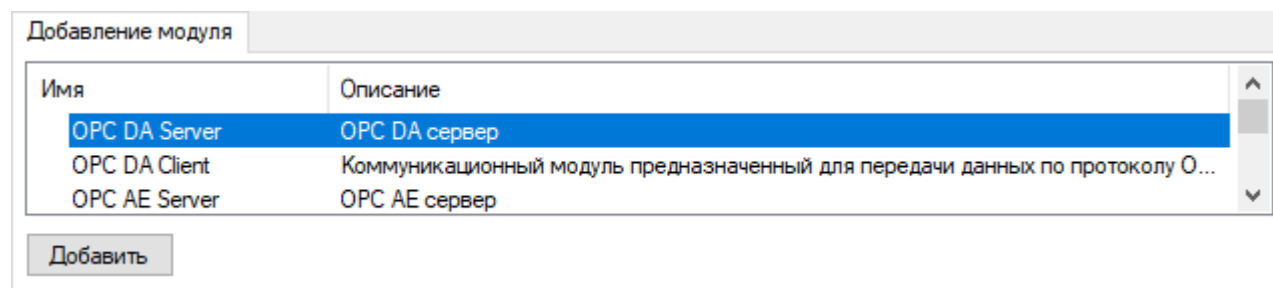 Добавление модуля
Имя Описание
OPC DA Server OPC DA сервер
OPC DA Client Коммуникационный модуль предназначенный для передачи данных по протоколу O...
OPC AE Server OPC AE сервер
Добавить